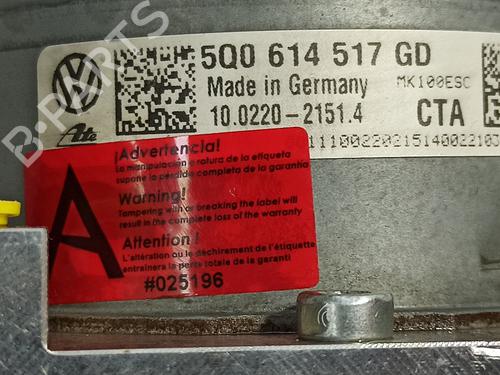 5Q0 614 517 GD
Made in Germany
MK100ESC
10.0220-2151.4
CTA
Ate
¡Advertencia!
La manipulación o rotura de la etiqueta
supone la pérdida completa de la garantía
Warning!
Tampering with or breaking the label will
result in the complete loss of the warranty
Attention !
L'altération ou le déchirement de l'étiquette
entraînera la perte totale de la garanti
#025196
A
B-PARTS